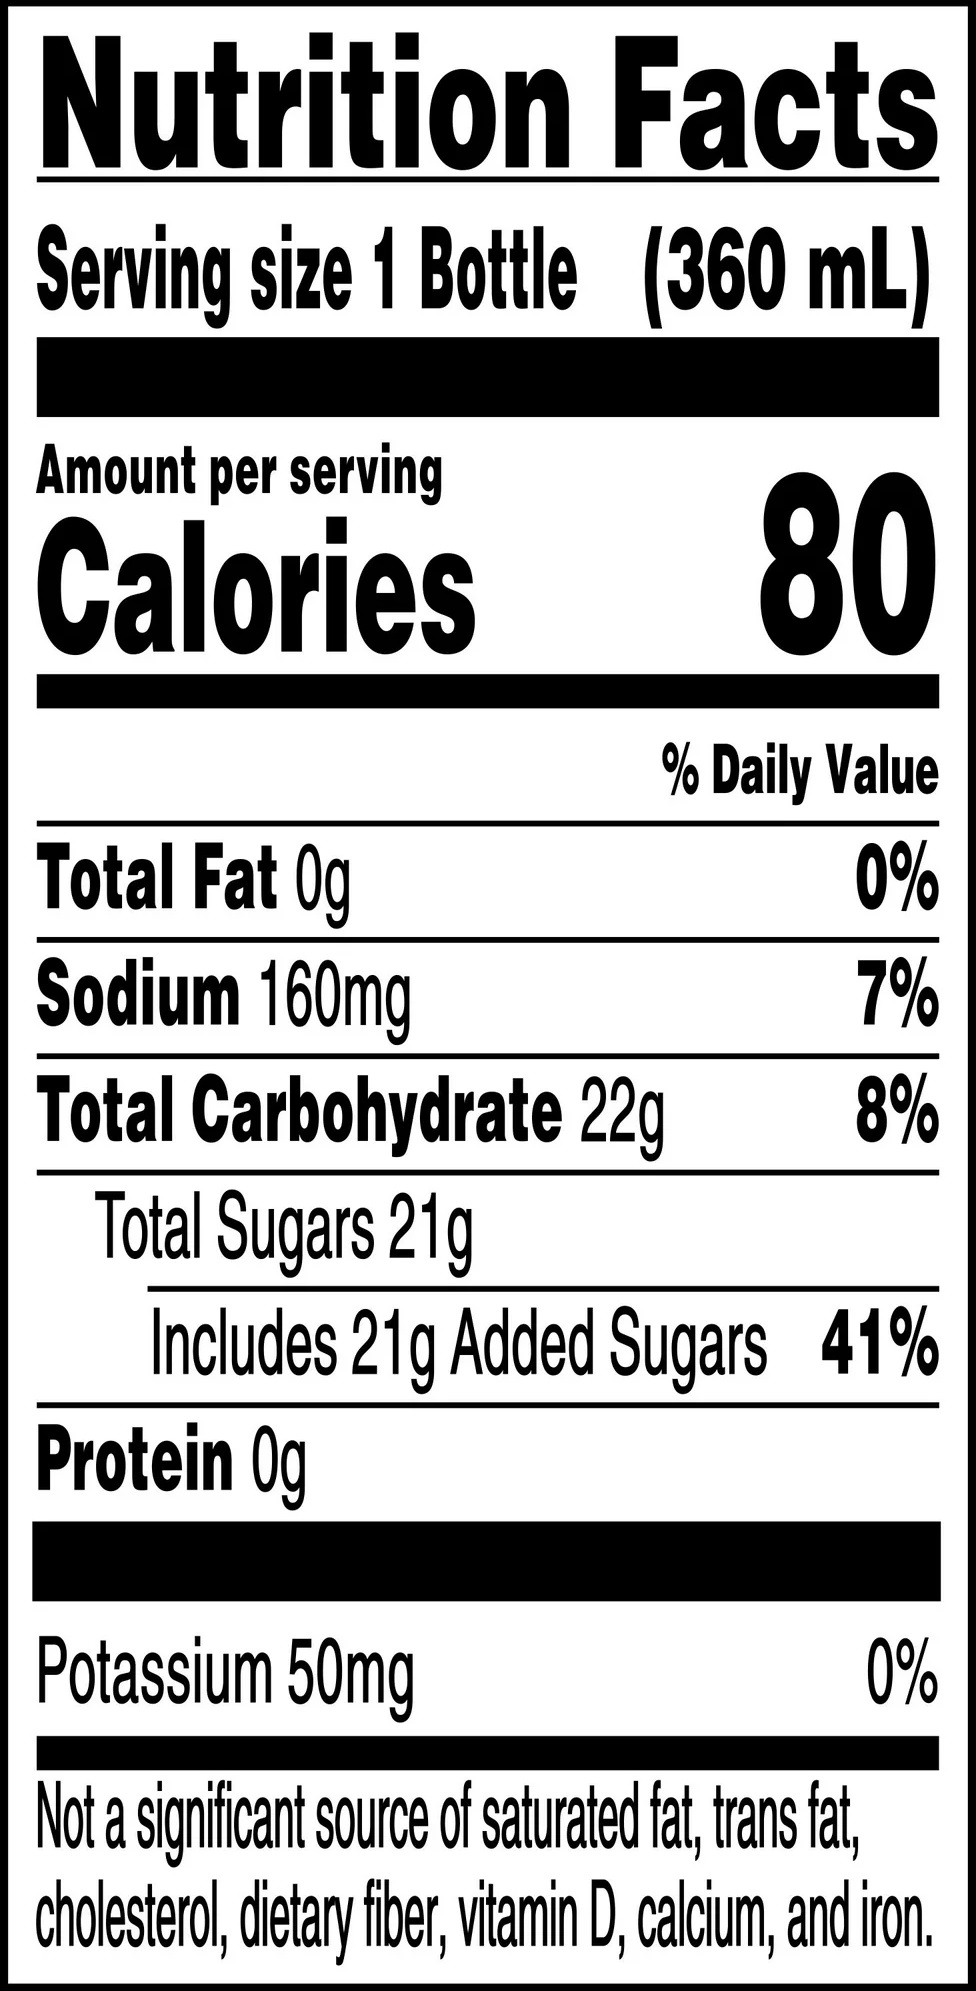 Nutrition Facts
Serving size 1 Bottle (360 mL)
Amount per serving
Calories 80
% Daily Value
Total Fat 0g 0%
Sodium 160mg 7%
Total Carbohydrate 22g 8%
Total Sugars 21g
Includes 21g Added Sugars 41%
Protein 0g
Potassium 50mg 0%
Not a significant source of saturated fat, trans fat,
cholesterol, dietary fiber, vitamin D, calcium, and iron.